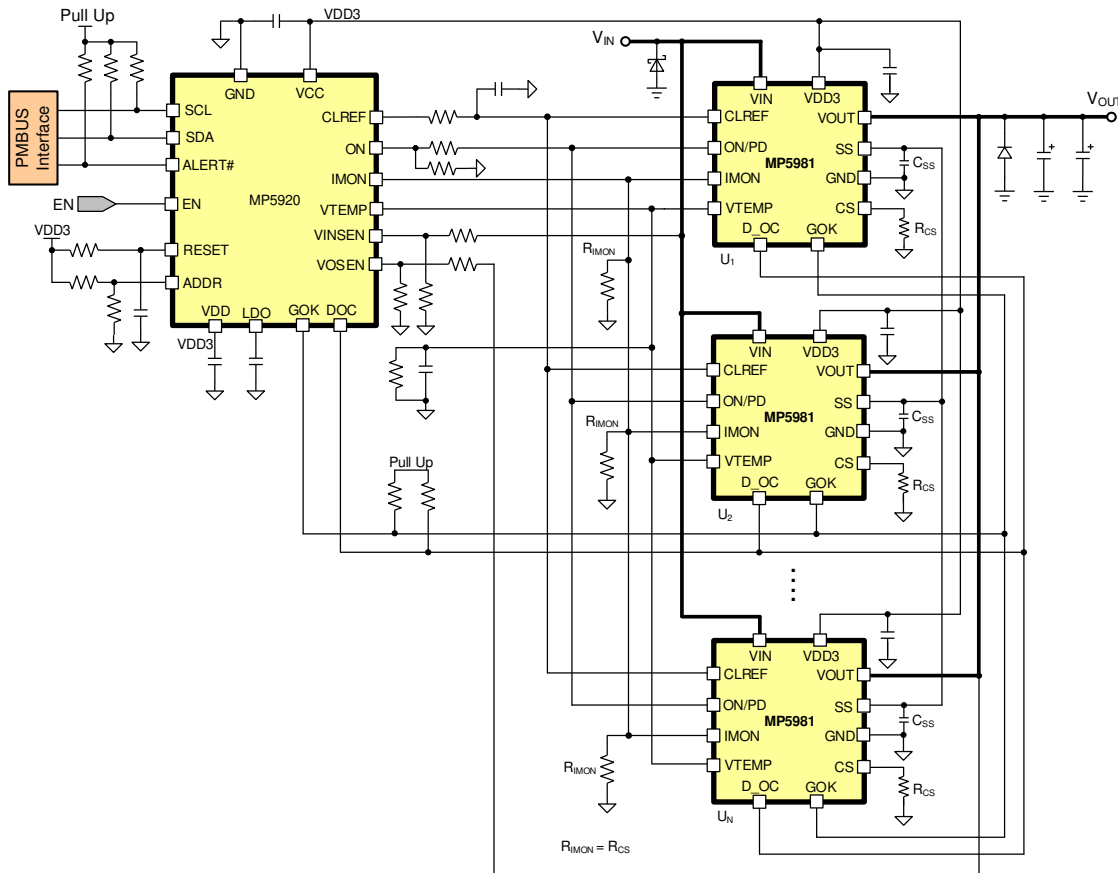 Pull Up
VDD3
PMBUS
Interface
SCL
SDA
ALERT#
EN
EN
VDD3
RESET
ADDR
GND
VCC
MP5920
CLREF
ON
IMON
VTEMP
VINSEN
VOSEN
VDD
LDO
GOK
DOC
VDD3
Pull Up
VIN
VOUT
RIMON
VIN
VDD3
CLREF
VOUT
ON/PD
MP5981
SS
CSS
IMON
GND
VTEMP
CS
RCS
D_OC
GOK
U1
RIMON
VIN
VDD3
CLREF
VOUT
ON/PD
MP5981
SS
CSS
IMON
GND
VTEMP
CS
RCS
D_OC
GOK
U2
RIMON
VIN
VDD3
CLREF
VOUT
ON/PD
MP5981
SS
CSS
IMON
GND
VTEMP
CS
RCS
D_OC
GOK
UN
RIMON = RCS